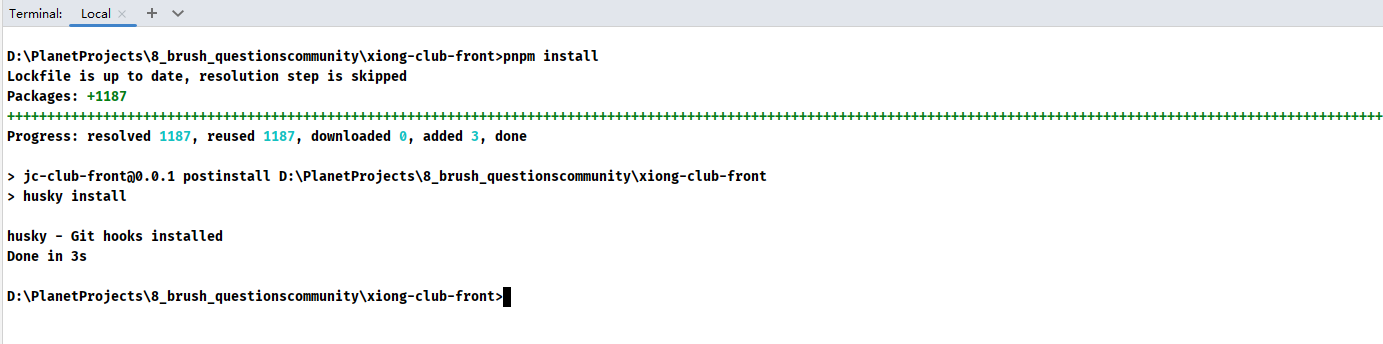 Terminal: Local × + ∨
D:\PlanetProjects\8_brush_questionscommunity\xiong-club-front>pnpm install
Lockfile is up to date, resolution step is skipped
Packages: +1187
++++++++++++++++++++++++++++++++++++++++++++++++++++++++++++++++++++++++++++++++++++++++++++++++++++++++++++++++++++++++++++++++++++++++++++++++++++++++++++++++++++++++++++
Progress: resolved 1187, reused 1187, downloaded 0, added 3, done
> jc-club-front@0.0.1 postinstall D:\PlanetProjects\8_brush_questionscommunity\xiong-club-front
> husky install
husky - Git hooks installed
Done in 3s
D:\PlanetProjects\8_brush_questionscommunity\xiong-club-front>